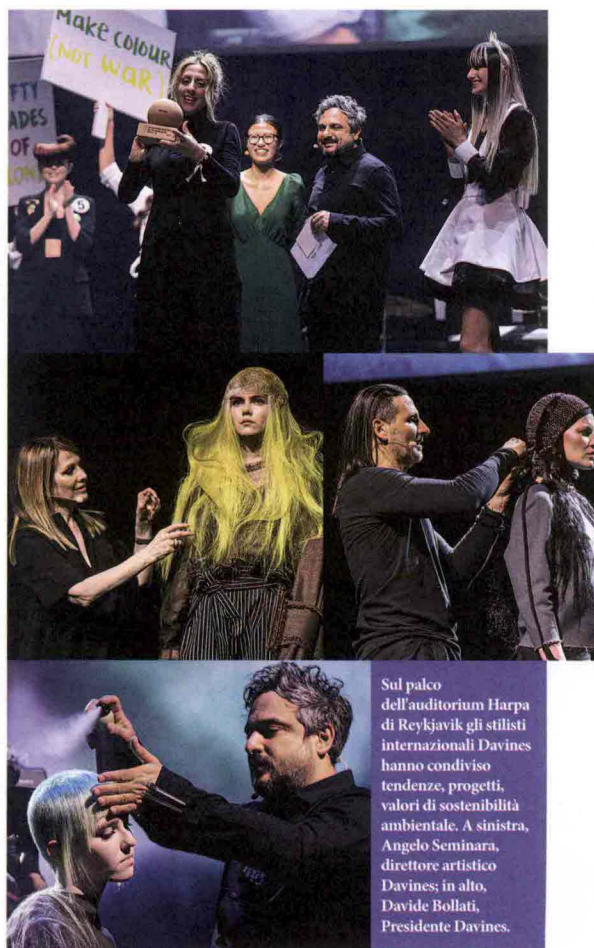 Make colour
(NOT WAR)
FTY
ADES
OF
5
Sul palco
dell'auditorium Harpa
di Reykjavik gli stilisti
internazionali Davines
hanno condiviso
tendenze, progetti,
valori di sostenibilità
ambientale. A sinistra,
Angelo Seminara,
direttore artistico
Davines; in alto,
Davide Bollati,
Presidente Davines.